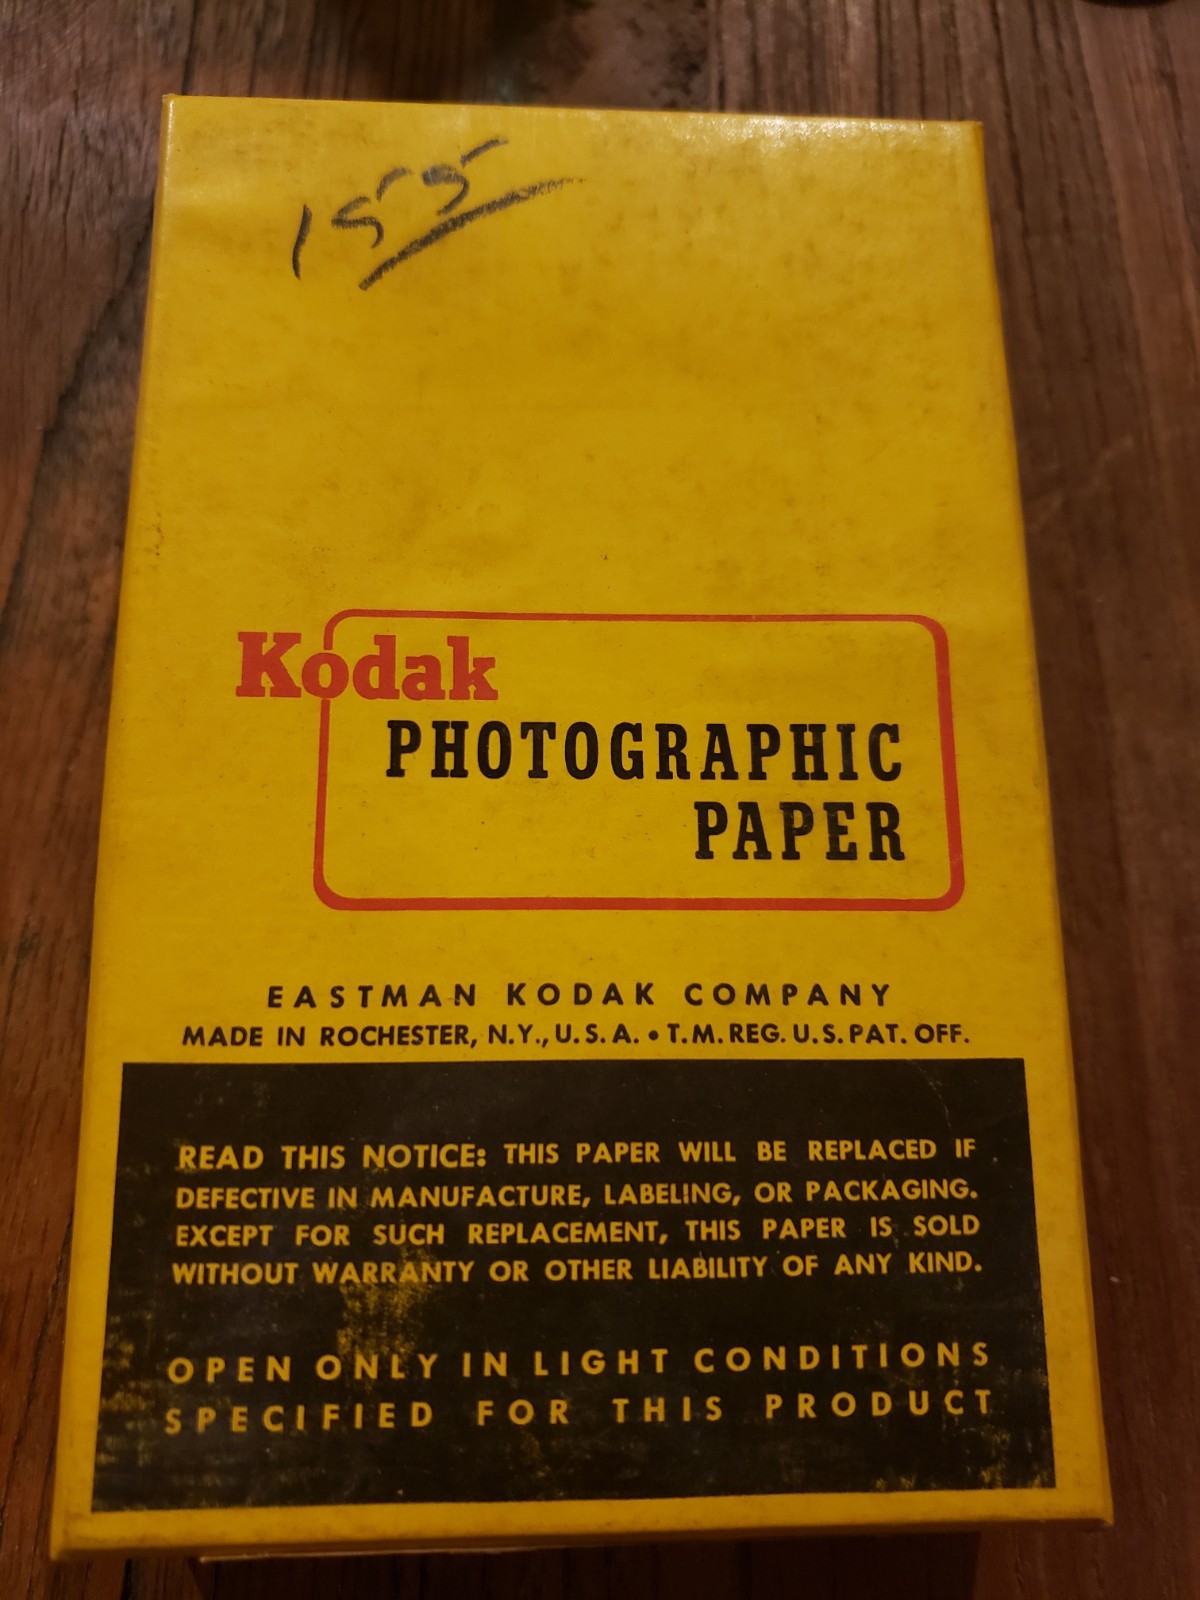 155
Kodak
PHOTOGRAPHIC
PAPER
EASTMAN KODAK COMPANY
MADE IN ROCHESTER, N.Y., U.S.A. • T.M. REG. U.S. PAT. OFF.
READ THIS NOTICE: THIS PAPER WILL BE REPLACED IF
DEFECTIVE IN MANUFACTURE, LABELING, OR PACKAGING.
EXCEPT FOR SUCH REPLACEMENT, THIS PAPER IS SOLD
WITHOUT WARRANTY OR OTHER LIABILITY OF ANY KIND.
OPEN ONLY IN LIGHT CONDITIONS
SPECIFIED FOR THIS PRODUCT